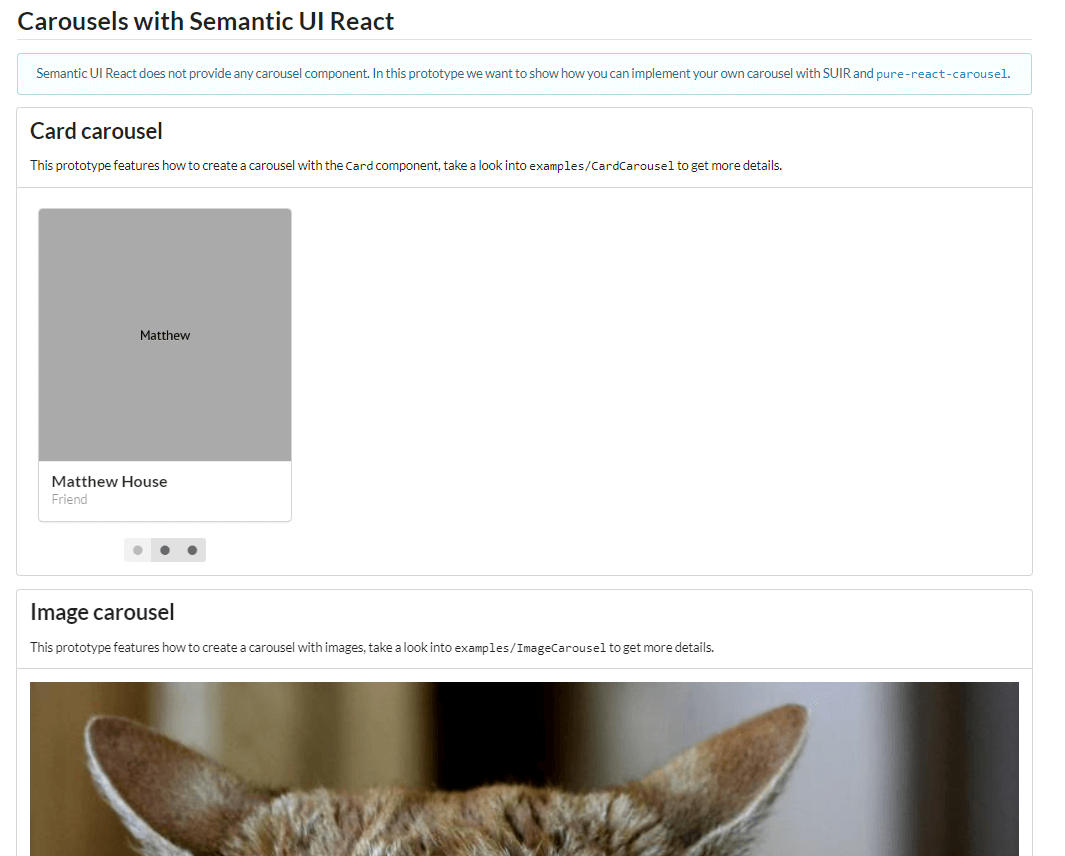 Carousels with Semantic UI React
Semantic UI React does not provide any carousel component. In this prototype we want to show how you can implement your own carousel with SUIR and pure-react-carousel.
Card carousel
This prototype features how to create a carousel with the Card component, take a look into examples/CardCarousel to get more details.
Matthew
Matthew House
Friend
Image carousel
This prototype features how to create a carousel with images, take a look into examples/ImageCarousel to get more details.